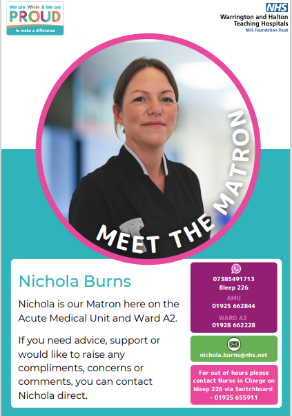 We are WHH & We are
PROUD
to make a difference
NHS
Warrington and Halton
Teaching Hospitals
NHS Foundation Trust
MEET THE MATRON
Nichola Burns
Nichola is our Matron here on the
Acute Medical Unit and Ward A2.
If you need advice, support or
would like to raise any
compliments, concerns or
comments, you can contact
Nichola direct.
07385491713
Bleep 226
AMU
01925 662844
WARD A2
01928 662228
nichola.burns@nhs.net
For out of hours please
contact Nurse in Charge on
bleep 226 via Switchboard
- 01925 655911